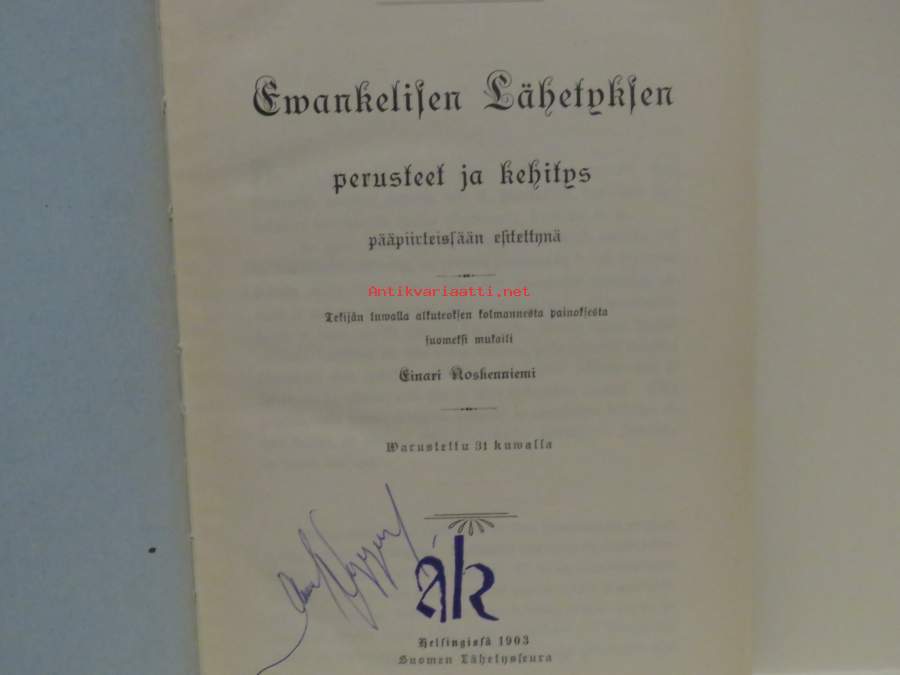 Ewankelisen Lähetyksen
perusteet ja kehitys
pääpiirteissään esitettynä
Antikvariaatti.net
Tekijän luwalla alkuteoksen kolmannesta painoksesta
suomeksi mukaili
Einari Koskenniemi
Warustettu 31 kuwalla
äk
Helsingissä 1903
Suomen Lähetysseura